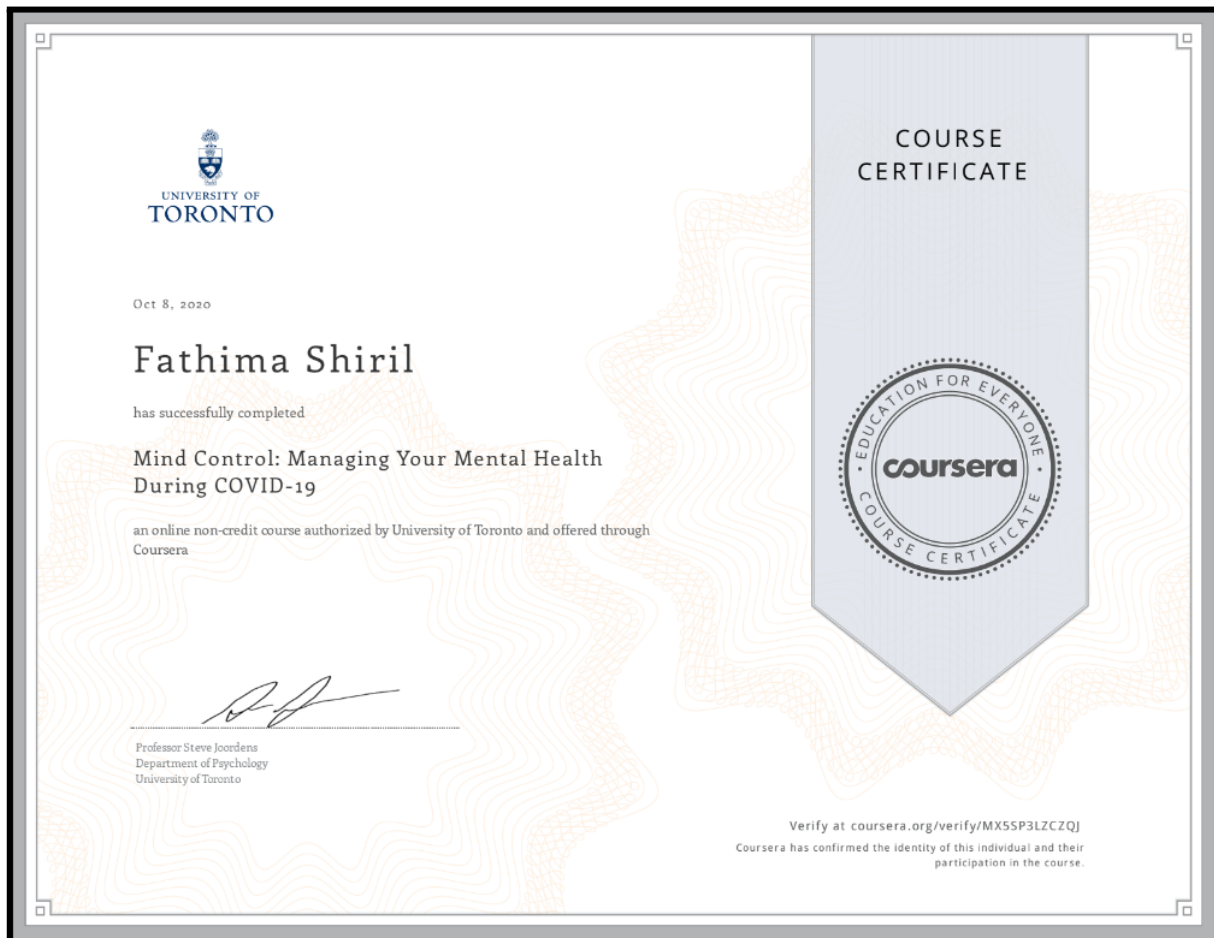 UNIVERSITY OF
TORONTO
COURSE
CERTIFICATE
Oct 8, 2020
Fathima Shiril
has successfully completed
Mind Control: Managing Your Mental Health
During COVID-19
an online non-credit course authorized by University of Toronto and offered through
Coursera
EDUCATION FOR EVERYONE
coursera
COURSE CERTIFICATE
Professor Steve Joordens
Department of Psychology
University of Toronto
Verify at coursera.org/verify/MX5SP3LZCZQJ
Coursera has confirmed the identity of this individual and their
participation in the course.